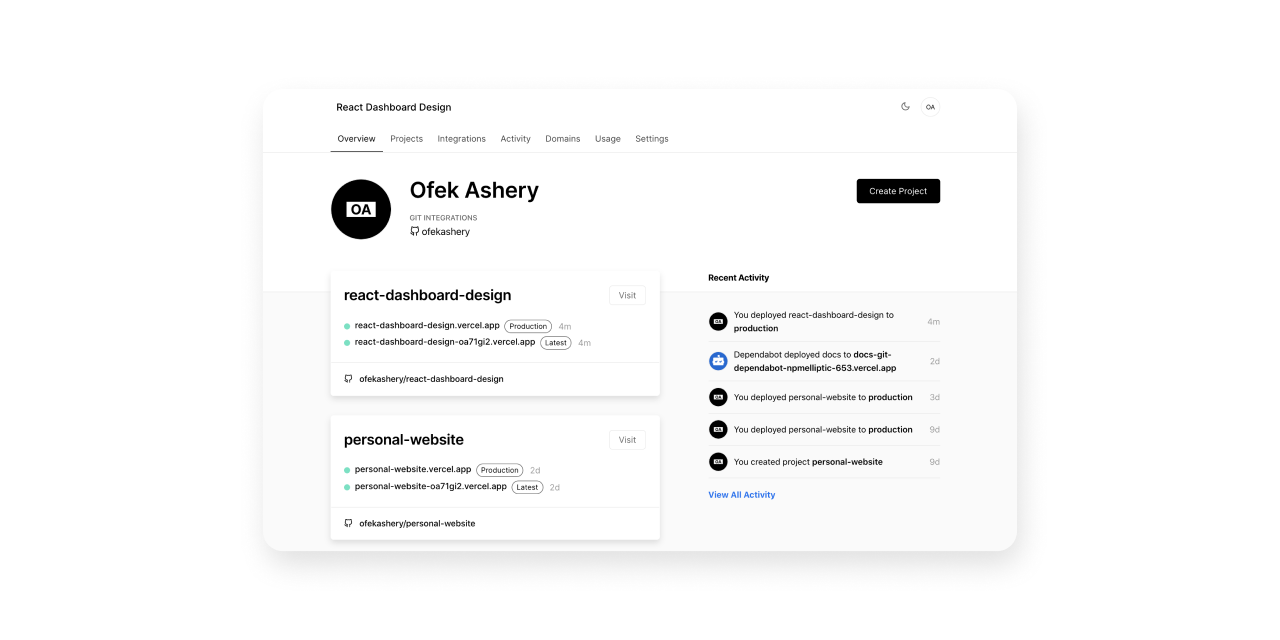 React Dashboard Design
OA
Overview Projects Integrations Activity Domains Usage Settings
OA
Ofek Ashery
GIT INTEGRATIONS
ofekashery
Create Project
react-dashboard-design
Visit
react-dashboard-design.vercel.app Production 4m
react-dashboard-design-oa71gi2.vercel.app Latest 4m
ofekashery/react-dashboard-design
personal-website
Visit
personal-website.vercel.app Production 2d
personal-website-oa71gi2.vercel.app Latest 2d
ofekashery/personal-website
Recent Activity
OA
You deployed react-dashboard-design to
production
4m
Dependabot deployed docs to docs-git-
dependabot-npmelliptic-653.vercel.app
2d
OA
You deployed personal-website to production 3d
OA
You deployed personal-website to production 9d
OA
You created project personal-website 9d
View All Activity